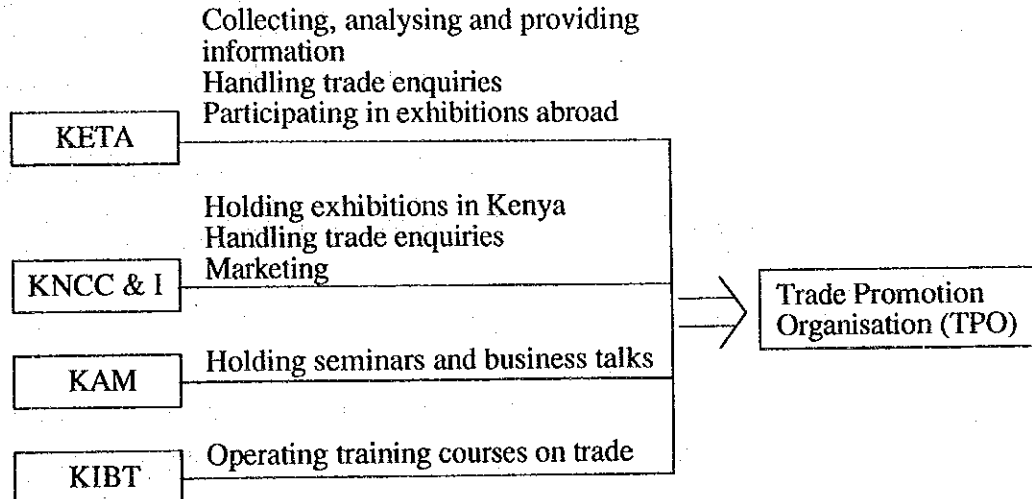 Collecting, analysing and providing
information
Handling trade enquiries
Participating in exhibitions abroad
KETA
Holding exhibitions in Kenya
Handling trade enquiries
Marketing
KNCC & I
Trade Promotion
Organisation (TPO)
Holding seminars and business talks
KAM
Operating training courses on trade
KIBT